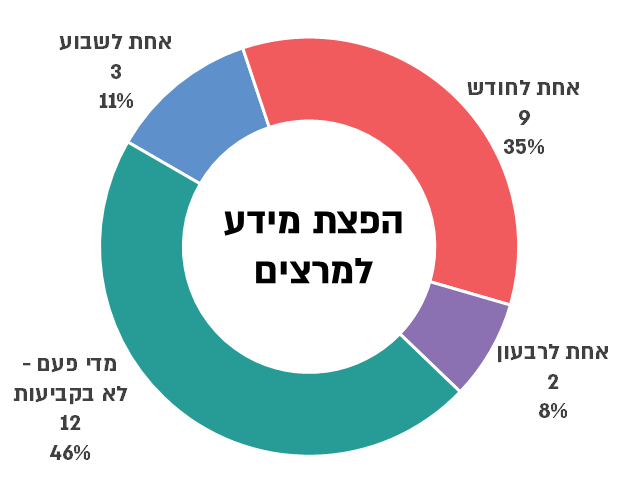 אחת לשבוע
3
11%
אחת לחודש
9
35%
הפצת מידע
למרצים
אחת לרבעון
2
8%
מדי פעם -
לא בקביעות
12
46%